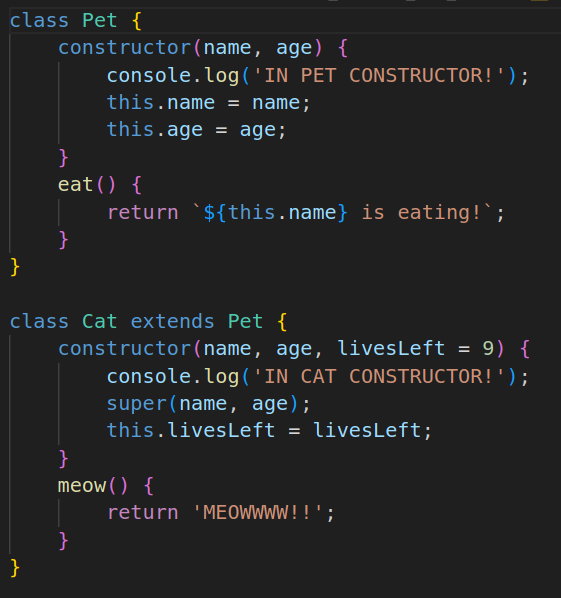 class Pet {
    constructor(name, age) {
        console.log('IN PET CONSTRUCTOR!');
        this.name = name;
        this.age = age;
    }
    eat() {
        return `${this.name} is eating!`;
    }
}

class Cat extends Pet {
    constructor(name, age, livesLeft = 9) {
        console.log('IN CAT CONSTRUCTOR!');
        super(name, age);
        this.livesLeft = livesLeft;
    }
    meow() {
        return 'MEOWWWW!!';
    }
}